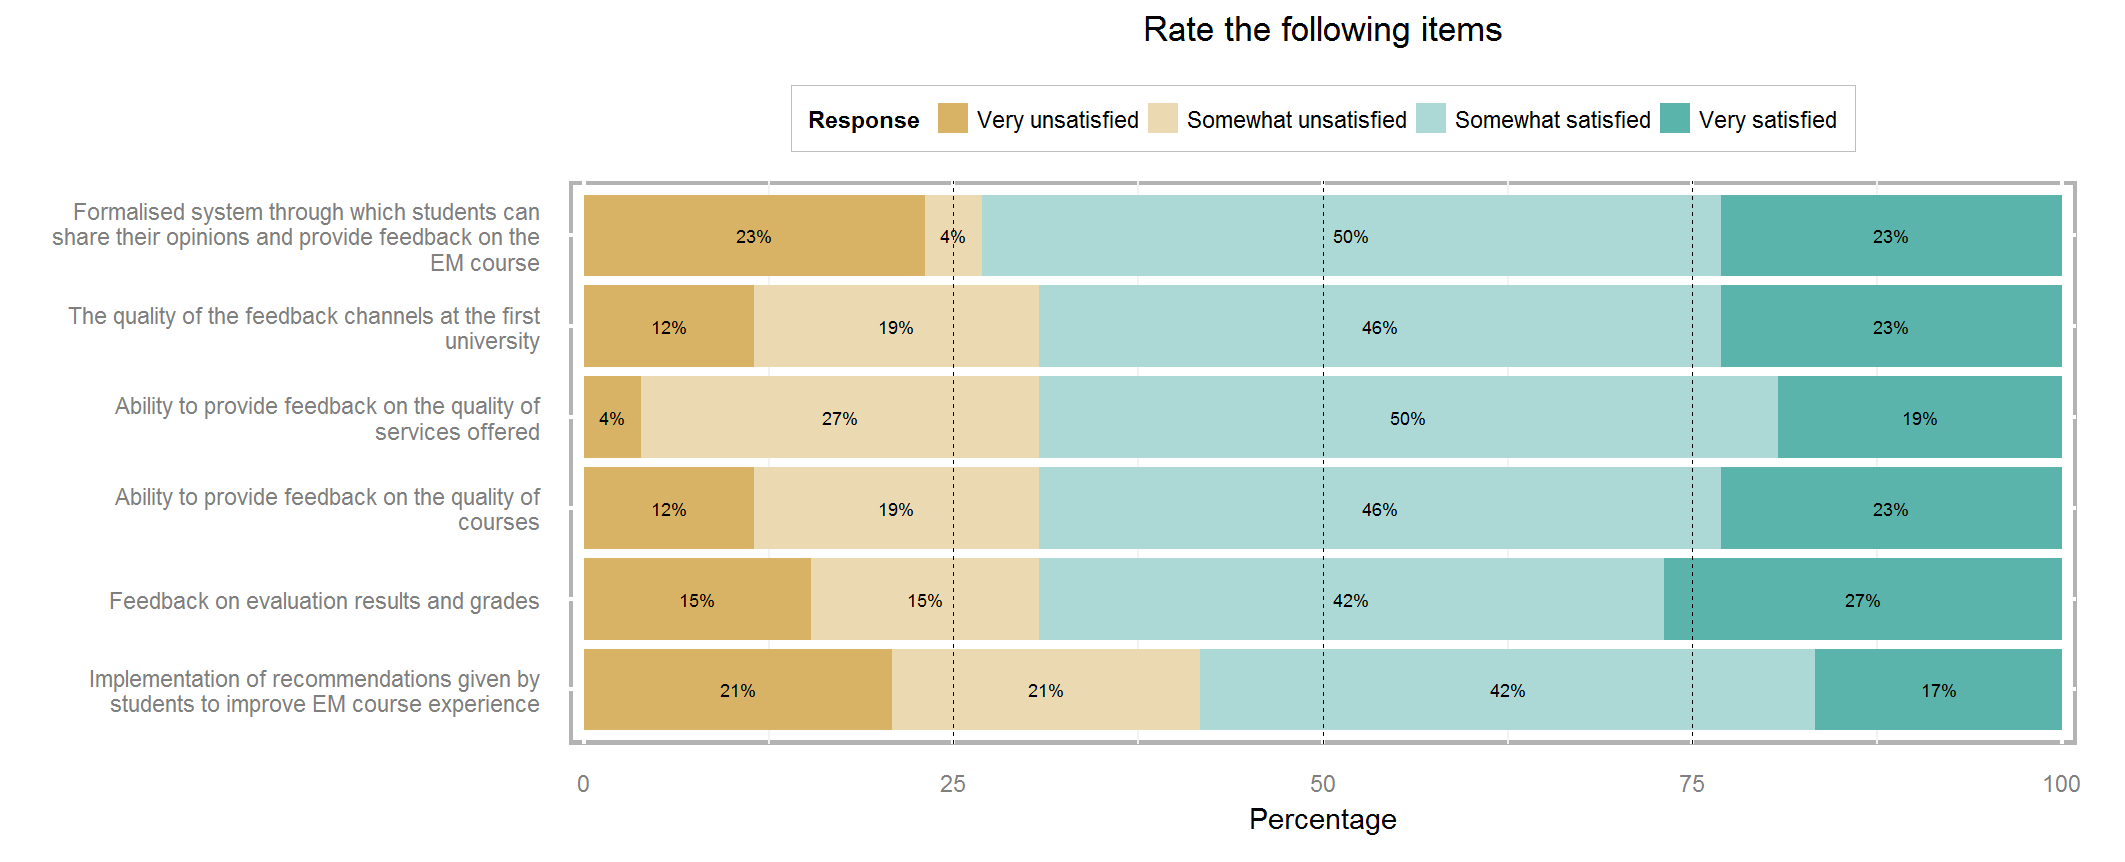 Rate the following items
Response Very unsatisfied Somewhat unsatisfied Somewhat satisfied Very satisfied
Formalised system through which students can
share their opinions and provide feedback on the
EM course
23% 4% 50% 23%
The quality of the feedback channels at the first
university
12% 19% 46% 23%
Ability to provide feedback on the quality of
services offered
4% 27% 50% 19%
Ability to provide feedback on the quality of
courses
12% 19% 46% 23%
Feedback on evaluation results and grades
15% 15% 42% 27%
Implementation of recommendations given by
students to improve EM course experience
21% 21% 42% 17%
0 25 50 75 100
Percentage